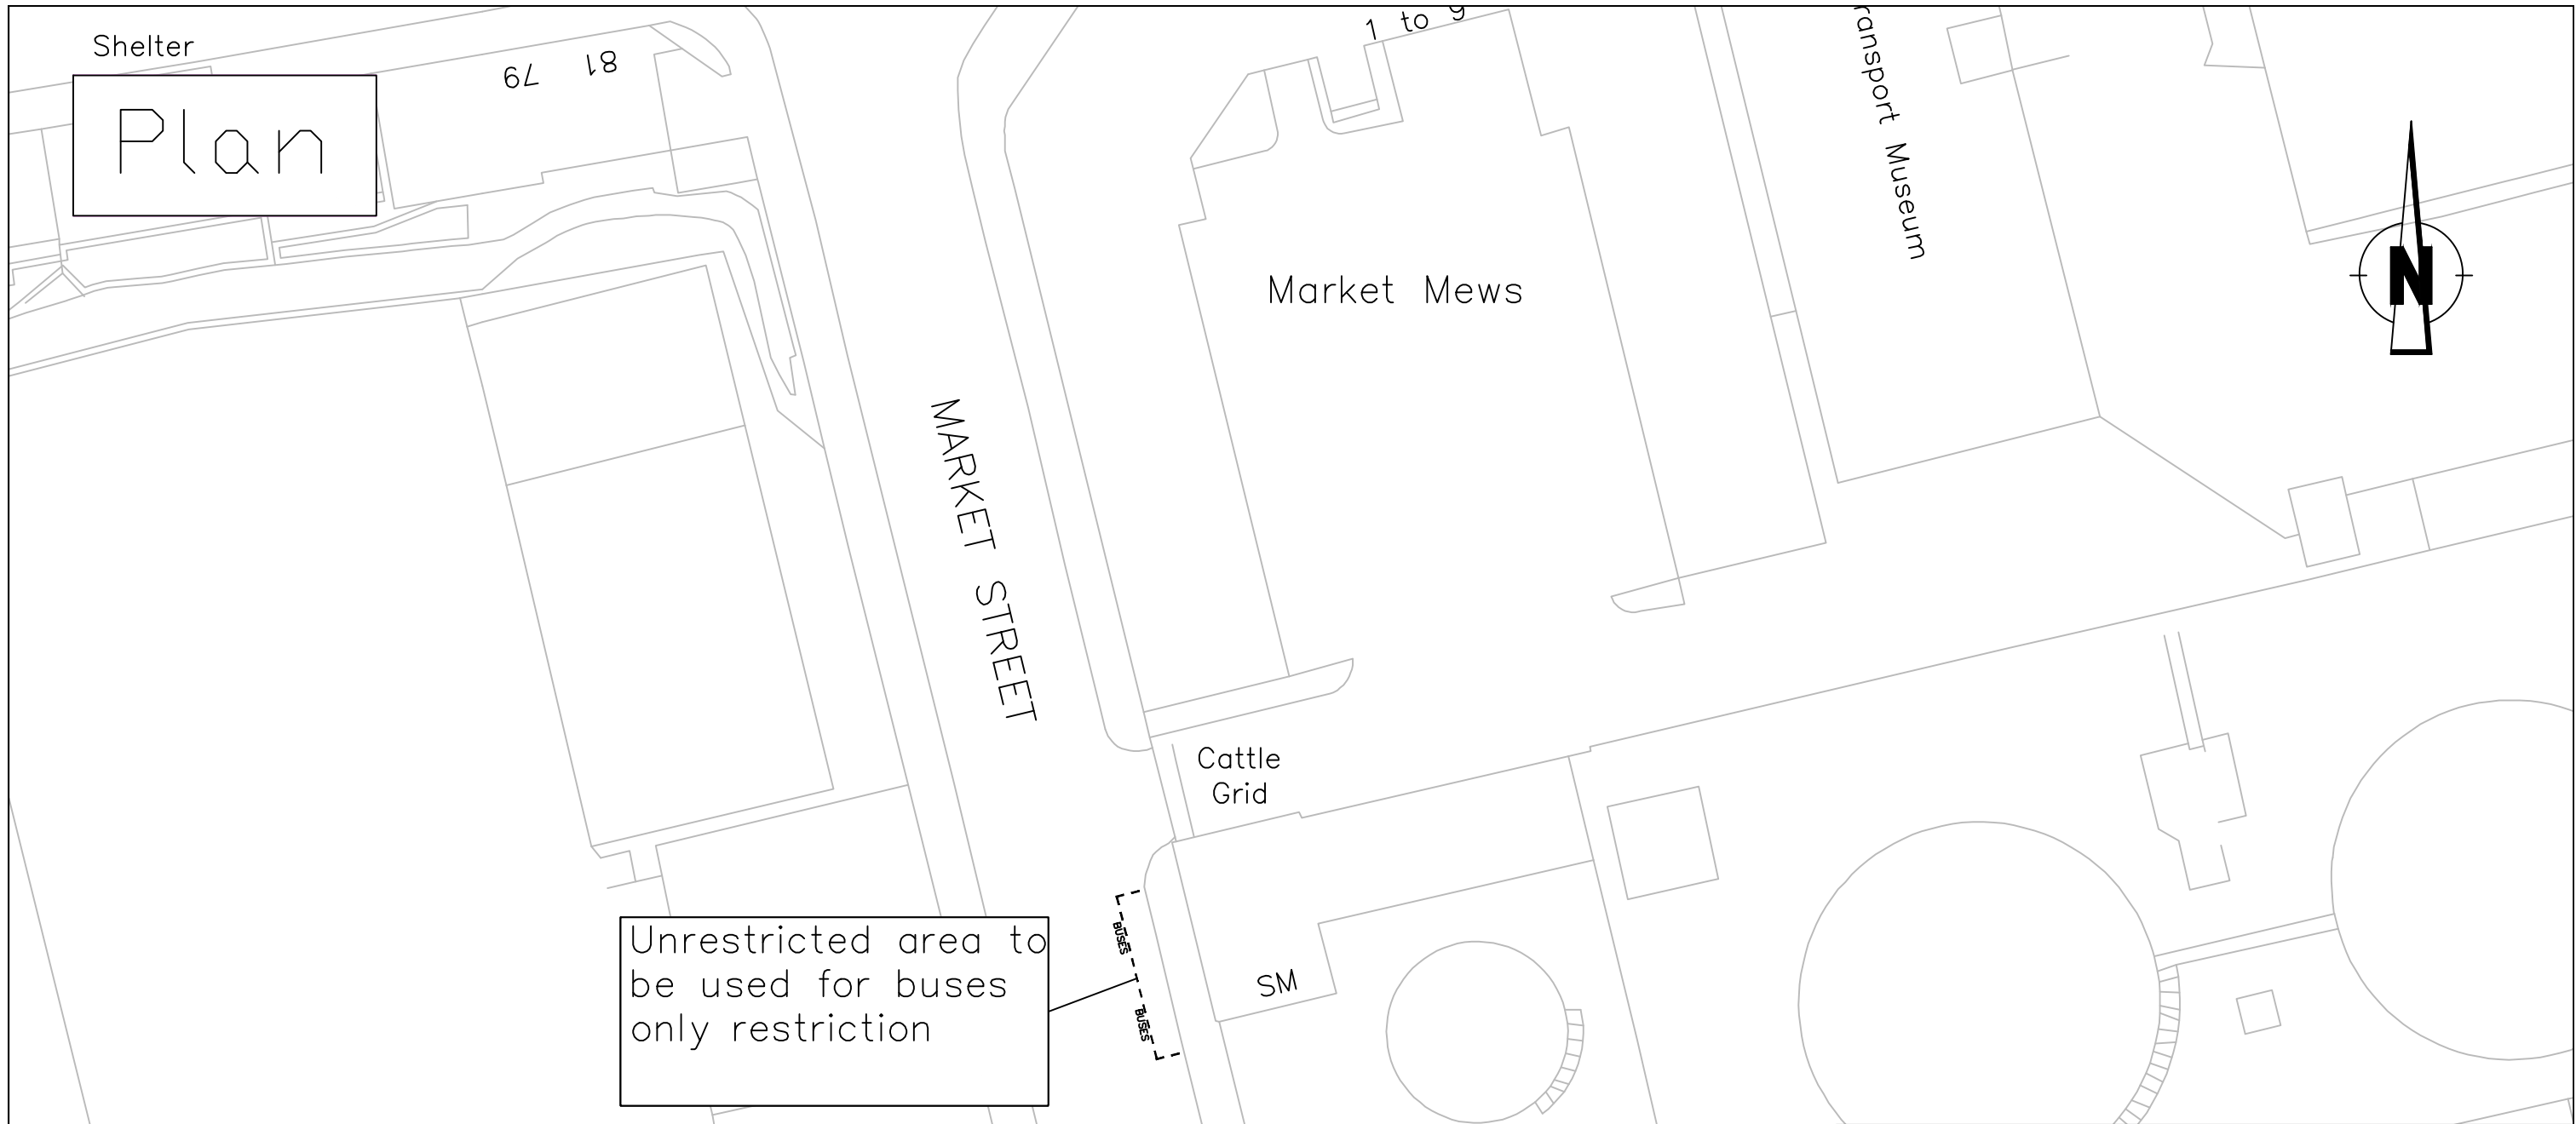 Shelter
Plan
79
81
1 to 9
ransport Museum
N
Market Mews
MARKET STREET
Cattle
Grid
BUSES
BUSES
Unrestricted area to
be used for buses
only restriction
SM